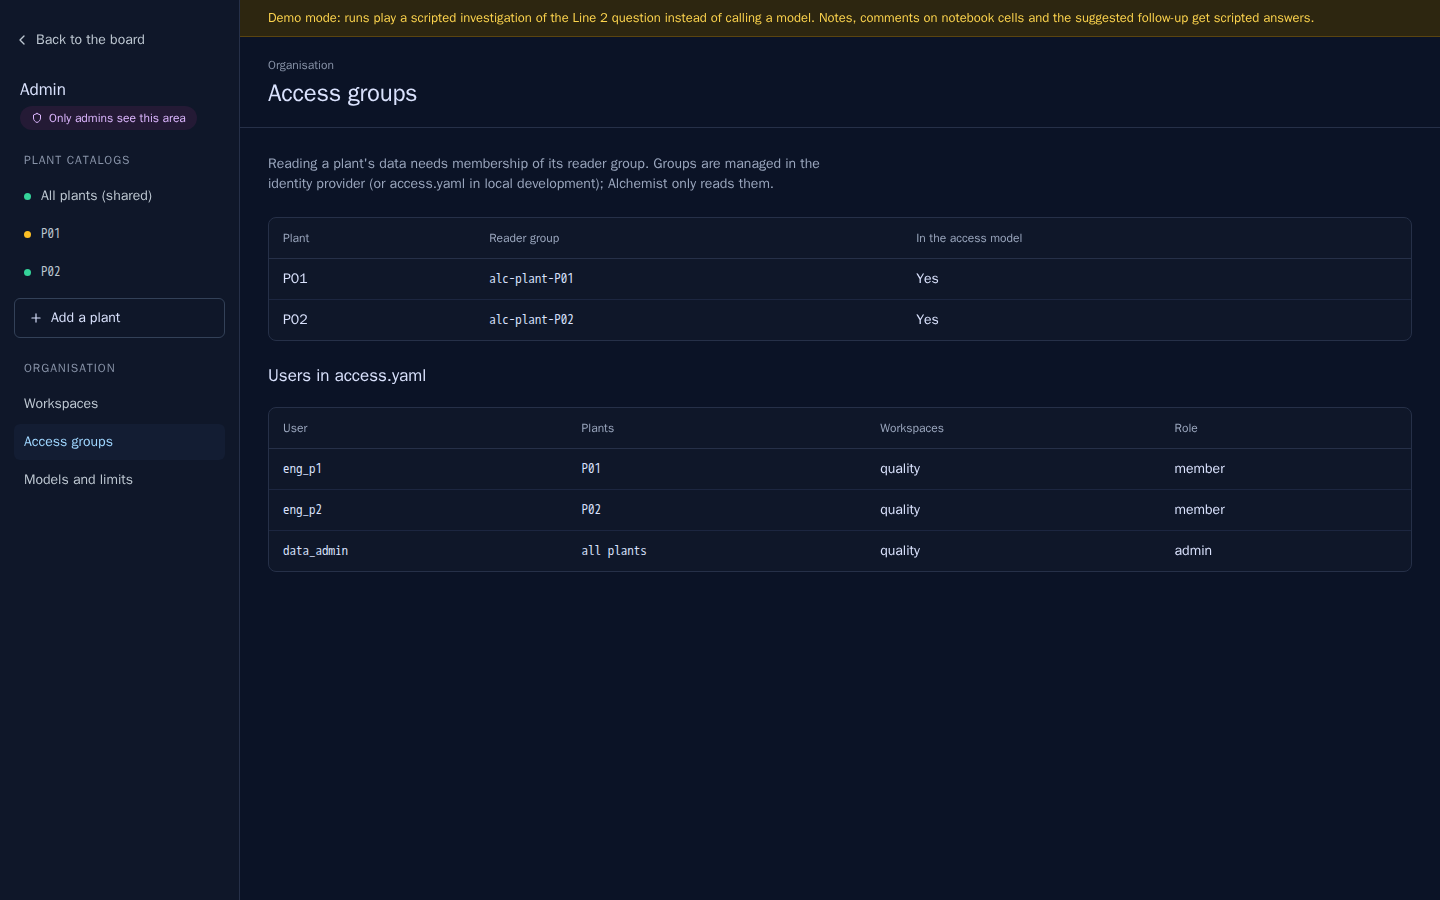 Demo mode: runs play a scripted investigation of the Line 2 question instead of calling a model. Notes, comments on notebook cells and the suggested follow-up get scripted answers.
Back to the board
Admin
Only admins see this area
PLANT CATALOGS
All plants (shared)
P01
P02
Add a plant
ORGANISATION
Workspaces
Access groups
Models and limits
Organisation
Access groups
Reading a plant's data needs membership of its reader group. Groups are managed in the
identity provider (or access.yaml in local development); Alchemist only reads them.
Plant Reader group In the access model
P01 alc-plant-P01 Yes
P02 alc-plant-P02 Yes
Users in access.yaml
User Plants Workspaces Role
eng_p1 P01 quality member
eng_p2 P02 quality member
data_admin all plants quality admin